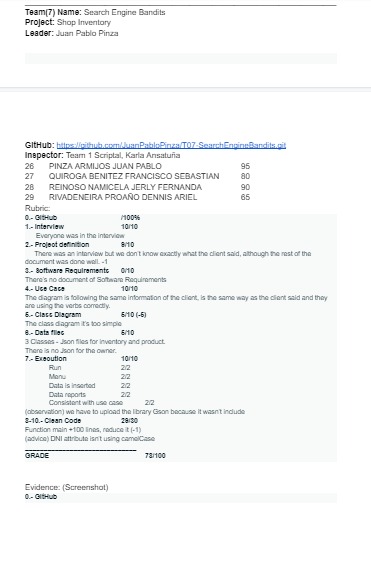 Team(7) Name: Search Engine Bandits
Project: Shop Inventory
Leader: Juan Pablo Pinza
GitHub: https://github.com/JuanPabloPinza/T07-SearchEngineBandits.git
Inspector: Team 1 Scriptal, Karla Ansatuña
26 PINZA ARMIJOS JUAN PABLO 95
27 QUIROGA BENITEZ FRANCISCO SEBASTIAN 80
28 REINOSO NAMICELA JERLY FERNANDA 90
29 RIVADENEIRA PROAÑO DENNIS ARIEL 65
Rubric:
0.- GitHub /100%
1.- Interview 10/10
Everyone was in the interview
2.- Project definition 9/10
There was an interview but we don't know exactly what the client said, although the rest of the
document was done well. -1
3.- Software Requirements 0/10
There's no document of Software Requirements
4.- Use Case 10/10
The diagram is following the same information of the client, is the same way as the client said and they
are using the verbs correctly.
5.- Class Diagram 5/10 (-5)
The class diagram it's too simple
6.- Data files 5/10
3 Classes - Json files for inventory and product.
There is no Json for the owner.
7.- Execution 10/10
Run 2/2
Menu 2/2
Data is inserted 2/2
Data reports 2/2
Consistent with use case 2/2
(observation) we have to upload the library Gson because it wasn't include
8-10.- Clean Code 29/30
Function main +100 lines, reduce it (-1)
(advice) DNI attribute isn't using camelCase
GRADE 78/100
Evidence: (Screenshot)
0.- GitHub